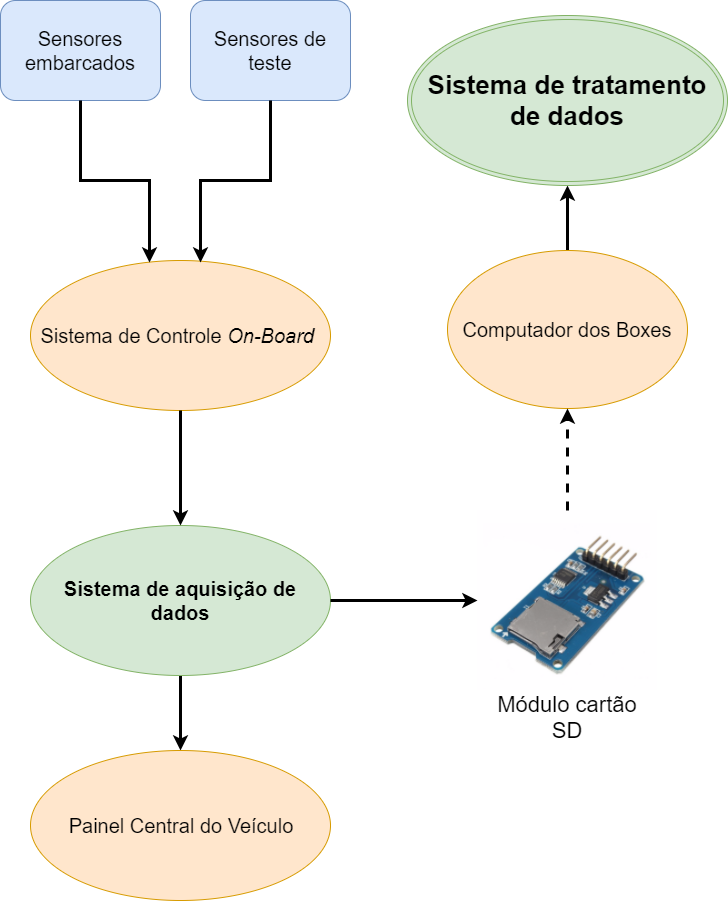 Sensores
embarcados
Sensores de
teste
Sistema de tratamento
de dados
Sistema de Controle On-Board
Computador dos Boxes
Sistema de aquisição de
dados
Módulo cartão
SD
Painel Central do Veículo